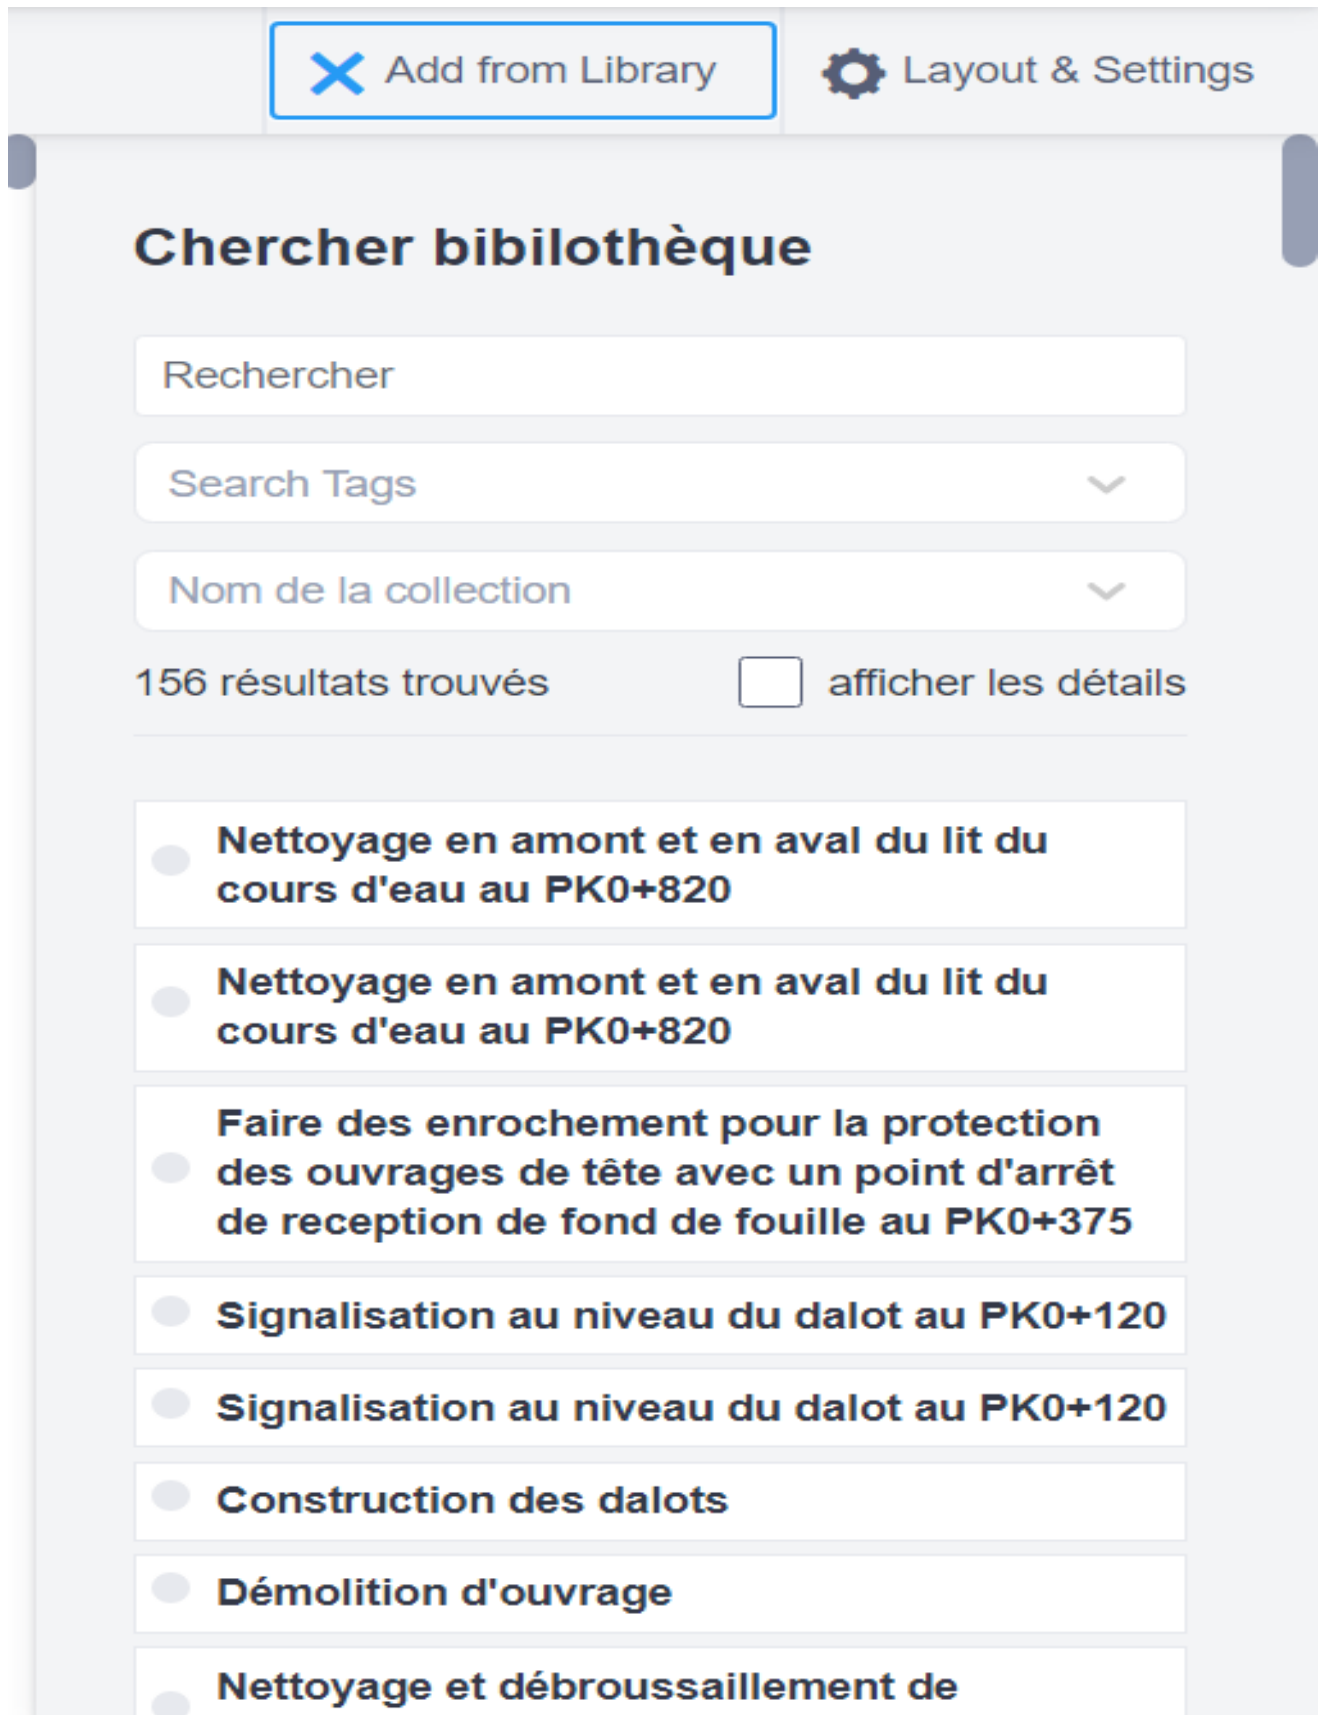 Add from Library
Layout & Settings
Chercher bibilothèque
Rechercher
Search Tags
Nom de la collection
156 résultats trouvés
afficher les détails
Nettoyage en amont et en aval du lit du
cours d'eau au PK0+820
Nettoyage en amont et en aval du lit du
cours d'eau au PK0+820
Faire des enrochement pour la protection
des ouvrages de tête avec un point d'arrêt
de reception de fond de fouille au PK0+375
Signalisation au niveau du dalot au PK0+120
Signalisation au niveau du dalot au PK0+120
Construction des dalots
Démolition d'ouvrage
Nettoyage et débroussaillement de